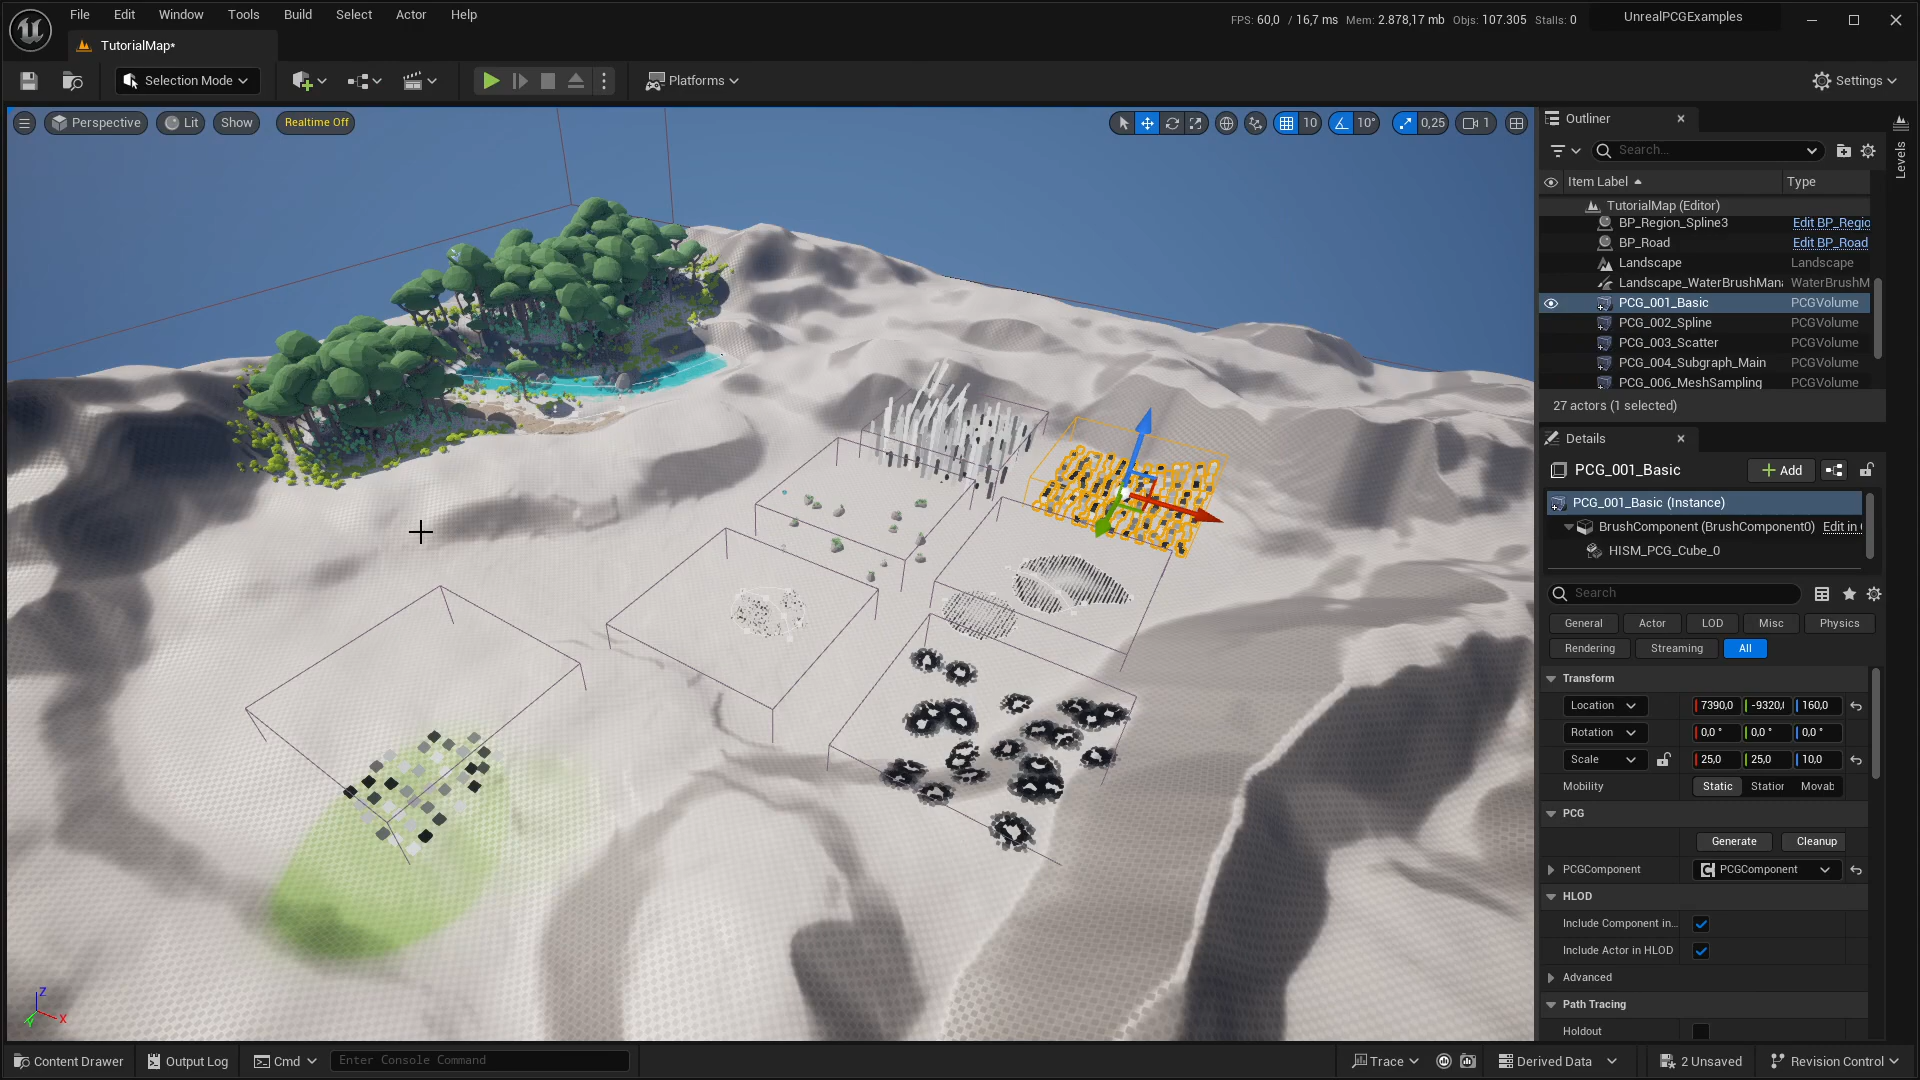 File Edit Window Tools Build Select Actor Help
FPS: 60,0 / 16,7 ms Mem: 2.878,17 mb Objs: 107.305 Stalls: 0
UnrealPCGExamples
TutorialMap*
Selection Mode
Platforms
Settings
Perspective
Lit
Show
Realtime Off
10
10°
0,25
1
Outliner
Levels
Search...
Item Label
Type
TutorialMap (Editor)
BP_Region_Spline3 Edit BP_Regio
BP_Road Edit BP_Road
Landscape Landscape
Landscape_WaterBrushMana WaterBrushM
PCG_001_Basic PCGVolume
PCG_002_Spline PCGVolume
PCG_003_Scatter PCGVolume
PCG_004_Subgraph_Main PCGVolume
PCG_006_MeshSampling PCGVolume
27 actors (1 selected)
Details
PCG_001_Basic
Add
PCG_001_Basic (Instance)
BrushComponent (BrushComponent0) Edit in
HISM_PCG_Cube_0
Search
General Actor LOD Misc Physics
Rendering Streaming All
Transform
Location 7390,0 -9320, 160,0
Rotation 0,0 ° 0,0 ° 0,0 °
Scale 25,0 25,0 10,0
Mobility Static Station Movab
PCG
Generate Cleanup
PCGComponent PCGComponent
HLOD
Include Component in...
Include Actor in HLOD
Advanced
Path Tracing
Holdout
Z
X
Y
Content Drawer
Output Log
Cmd
Enter Console Command
Trace
Derived Data
2 Unsaved
Revision Control